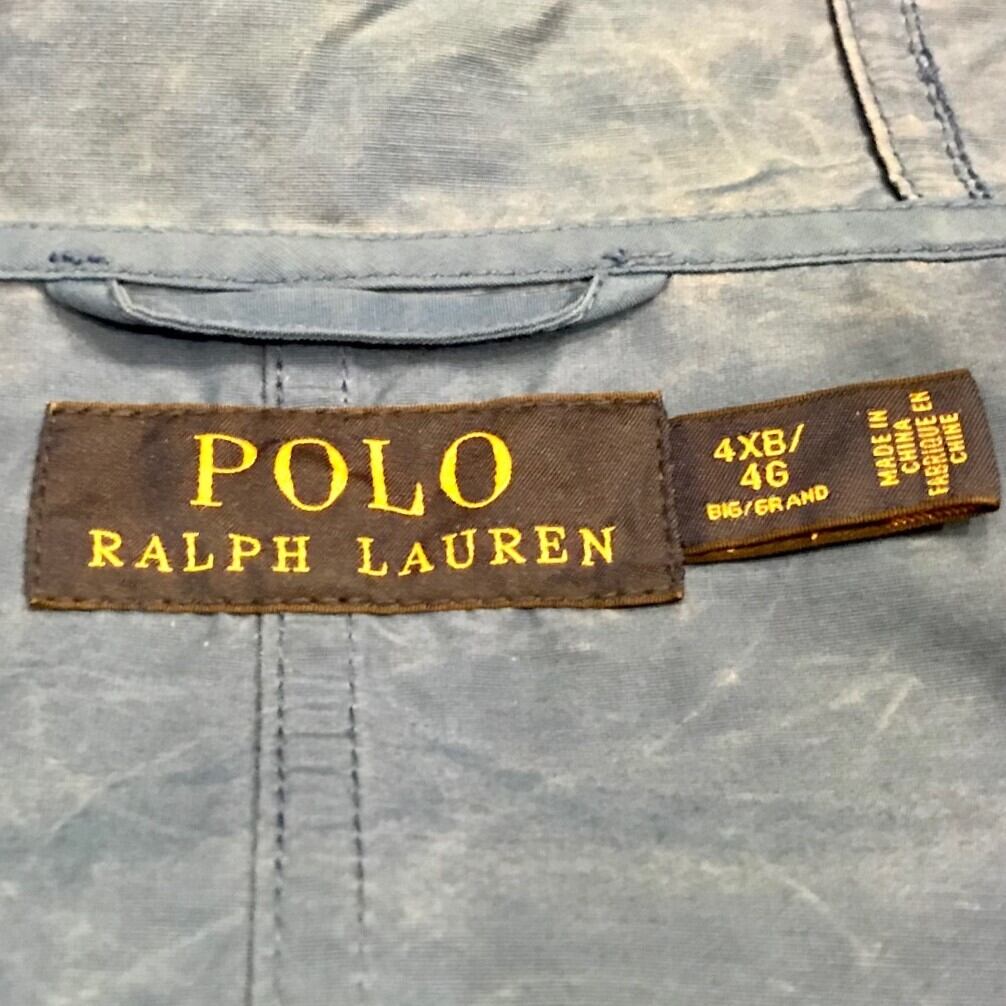 POLO
RALPH LAUREN
4XB/
4G
BIG/GRAND
MADE IN
CHINA
FABRIQUE EN
CHINE